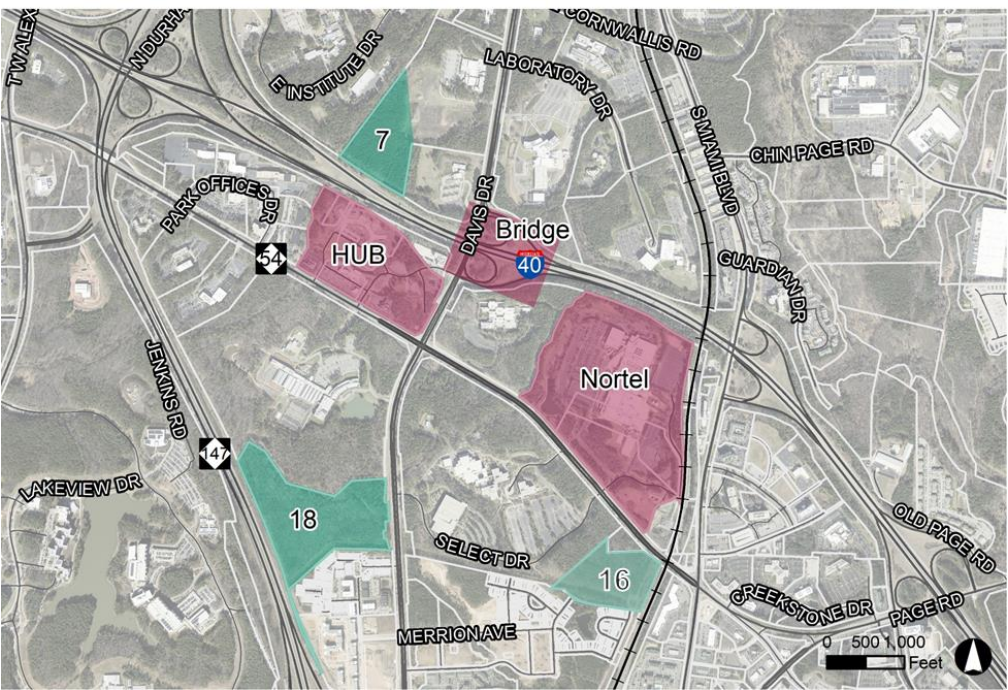 T W ALEX
N DURHA
E INSTITUTE DR
CORNWALLIS RD
LABORATORY DR
S MIAMI BLVD
CHIN PAGE RD
7
PARK OFFICES DR
DAVIS DR
Bridge
HUB
54
40
GUARDIAN DR
Nortel
JENKINS RD
147
LAKEVIEW DR
18
SELECT DR
16
OLD PAGE RD
CREEKSTONE DR
PAGE RD
MERRION AVE
0 500 1,000
Feet